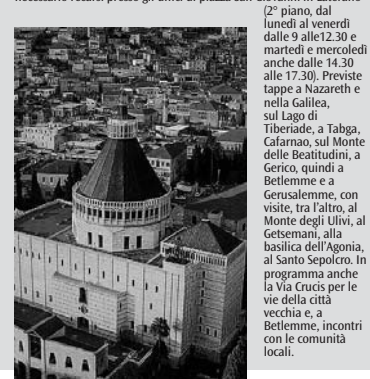 (2° piano, dal
lunedì al venerdì
dalle 9 alle12.30 e
martedì e mercoledì
anche dalle 14.30
alle 17.30). Previste
tappe a Nazareth e
nella Galilea,
sul Lago di
Tiberiade, a Tabga,
Cafarnao, sul Monte
delle Beatitudini, a
Gerico, quindi a
Betlemme e a
Gerusalemme, con
visite, tra l'altro, al
Monte degli Ulivi, al
Getsemani, alla
basilica dell'Agonia,
al Santo Sepolcro. In
programma anche
la Via Crucis per le
vie della città
vecchia e, a
Betlemme, incontri
con le comunità
locali.